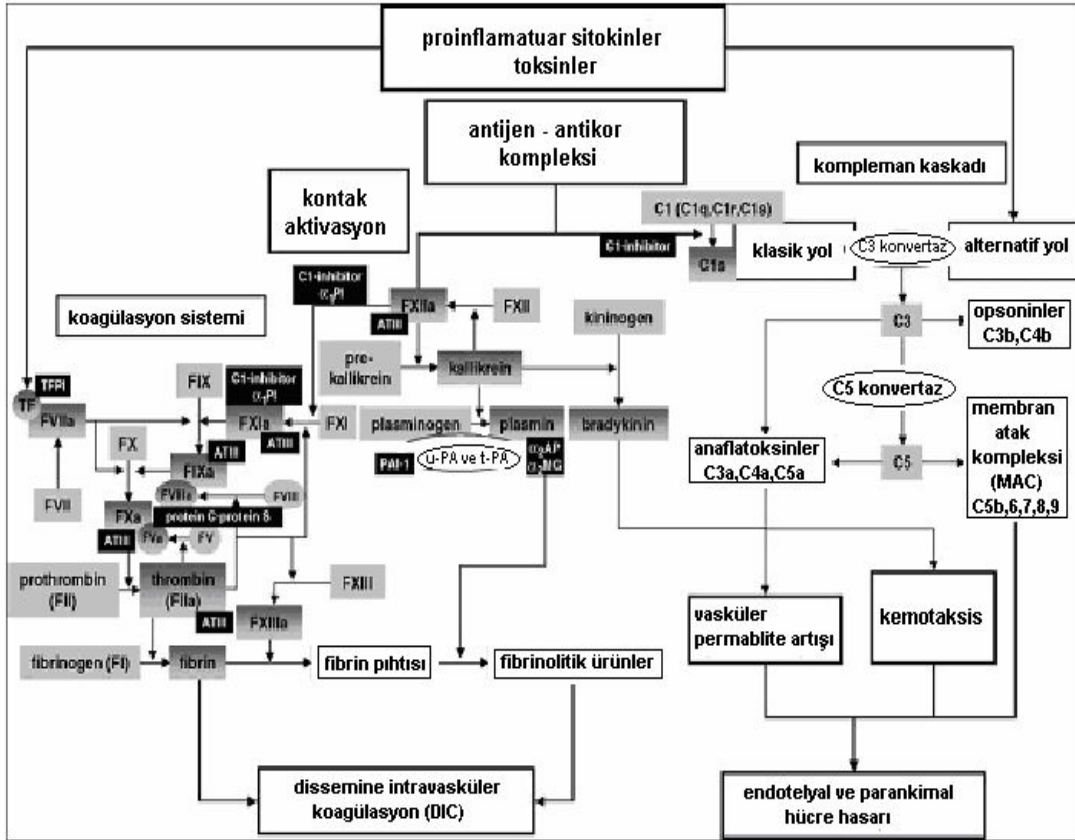 proinflamatuar sitokinler
toksinler
antijen - antikor
kompleksi
kompleman kaskadı
kontak
aktivasyon
C1 (C1q,C1r,C1s)
C1-inhibitor
C1s
klasik yol
C3 konvertaz
alternatif yol
C1-inhibitor
α1PI
FXIIa
FXII
ATIII
kininogen
koagülasyon sistemi
C3
opsoninler
C3b,C4b
pre-
kallikrein
kallikrein
TFPI
TF
FVIIa
FIX
C1-inhibitor
α1PI
FXIa
FXI
ATIII
plasminogen
plasmin
bradykinin
C5 konvertaz
PAI-1
u-PA ve t-PA
α2AP
α2MG
FX
ATIII
FIXa
anaflatoksinler
C3a,C4a,C5a
C5
membran
atak
kompleksi
(MAC)
C5b,6,7,8,9
FVII
FVIIIa
FVIII
FXa
protein C-protein S
ATIII
FVa
FV
prothrombin
(FII)
thrombin
(FIIa)
FXIII
ATIII
FXIIIa
vasküler
permablite artışı
kemotaksis
fibrinogen (FI)
fibrin
fibrin pıhtısı
fibrinolitik ürünler
dissemine intravasküler
koagülasyon (DIC)
endotelyal ve parankimal
hücre hasarı